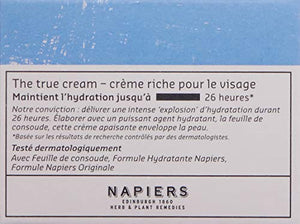 The true cream – crème riche pour le visage
Maintient l'hydration jusqu'à 26 heures*
Notre conviction : délivrer une intense 'explosion' d'hydratation durant
26 heures. Élaborer avec un puissant agent hydratant, la feuille de
consoude, cette crème apaisante enveloppe la peau.
*Basée sur les résultats de recherche contrôlés par des dermatologistes.
Testé dermatologiquement
Avec Feuille de consoude, Formule Hydratante Napiers,
Formule Napiers Originale
NAPIERS
EDINBURGH 1860
HERB & PLANT REMEDIES